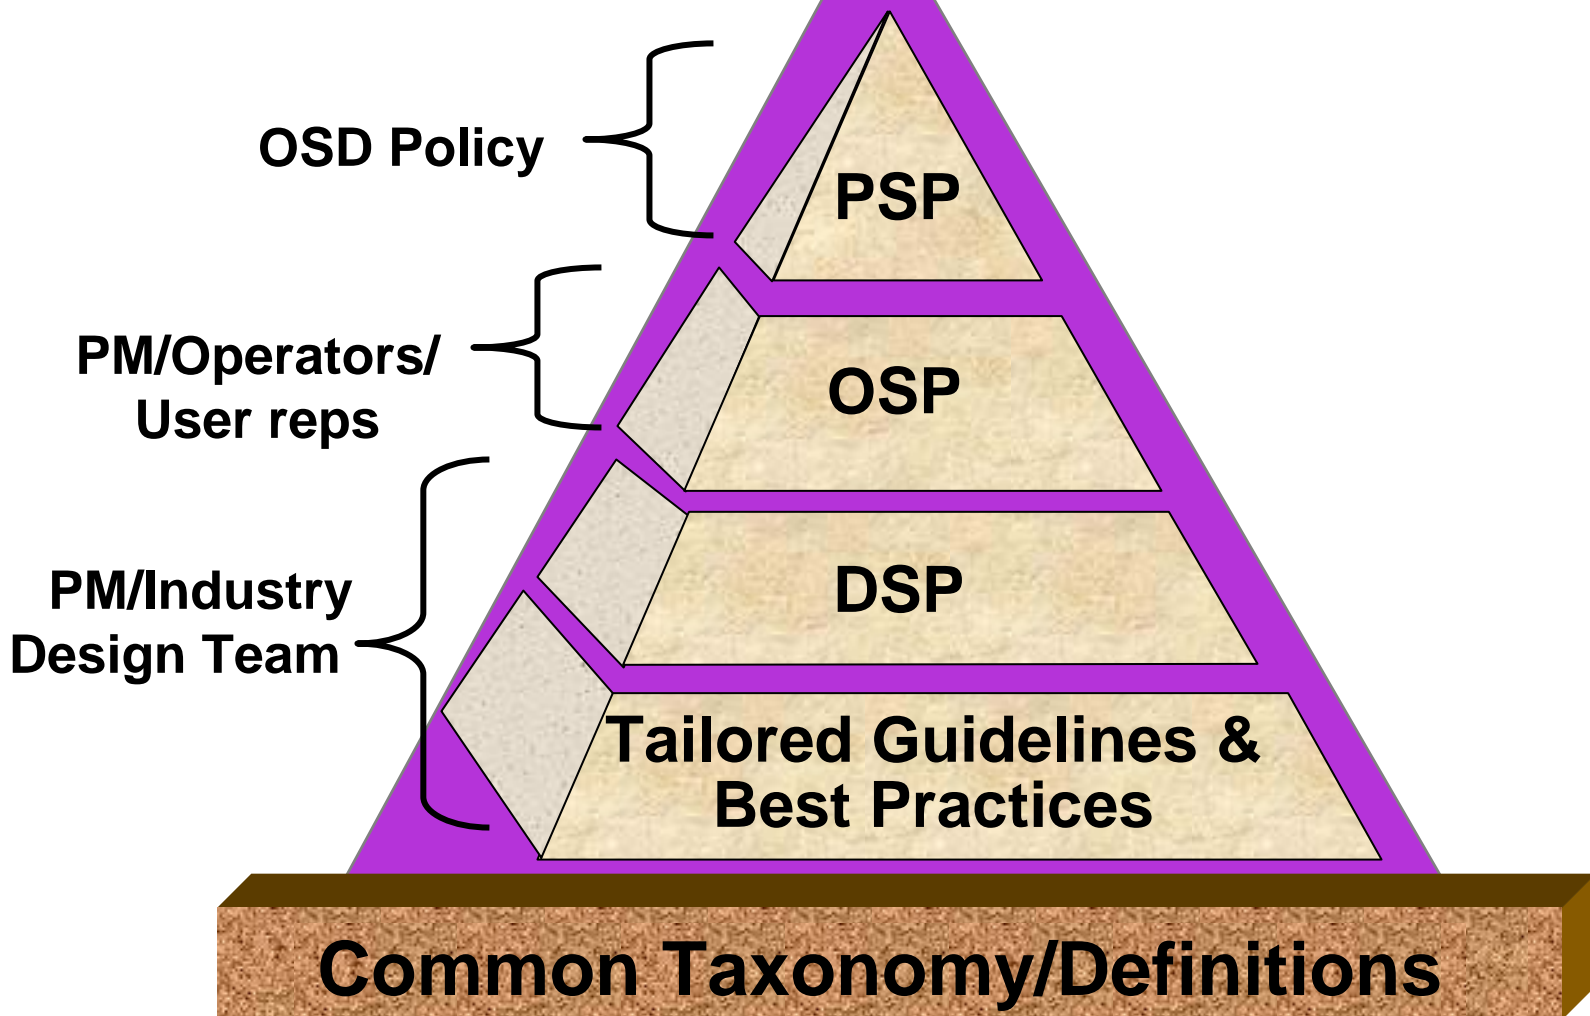 OSD Policy
PSP
PM/Operators/
User reps
OSP
PM/Industry
Design Team
DSP
Tailored Guidelines &
Best Practices
Common Taxonomy/Definitions